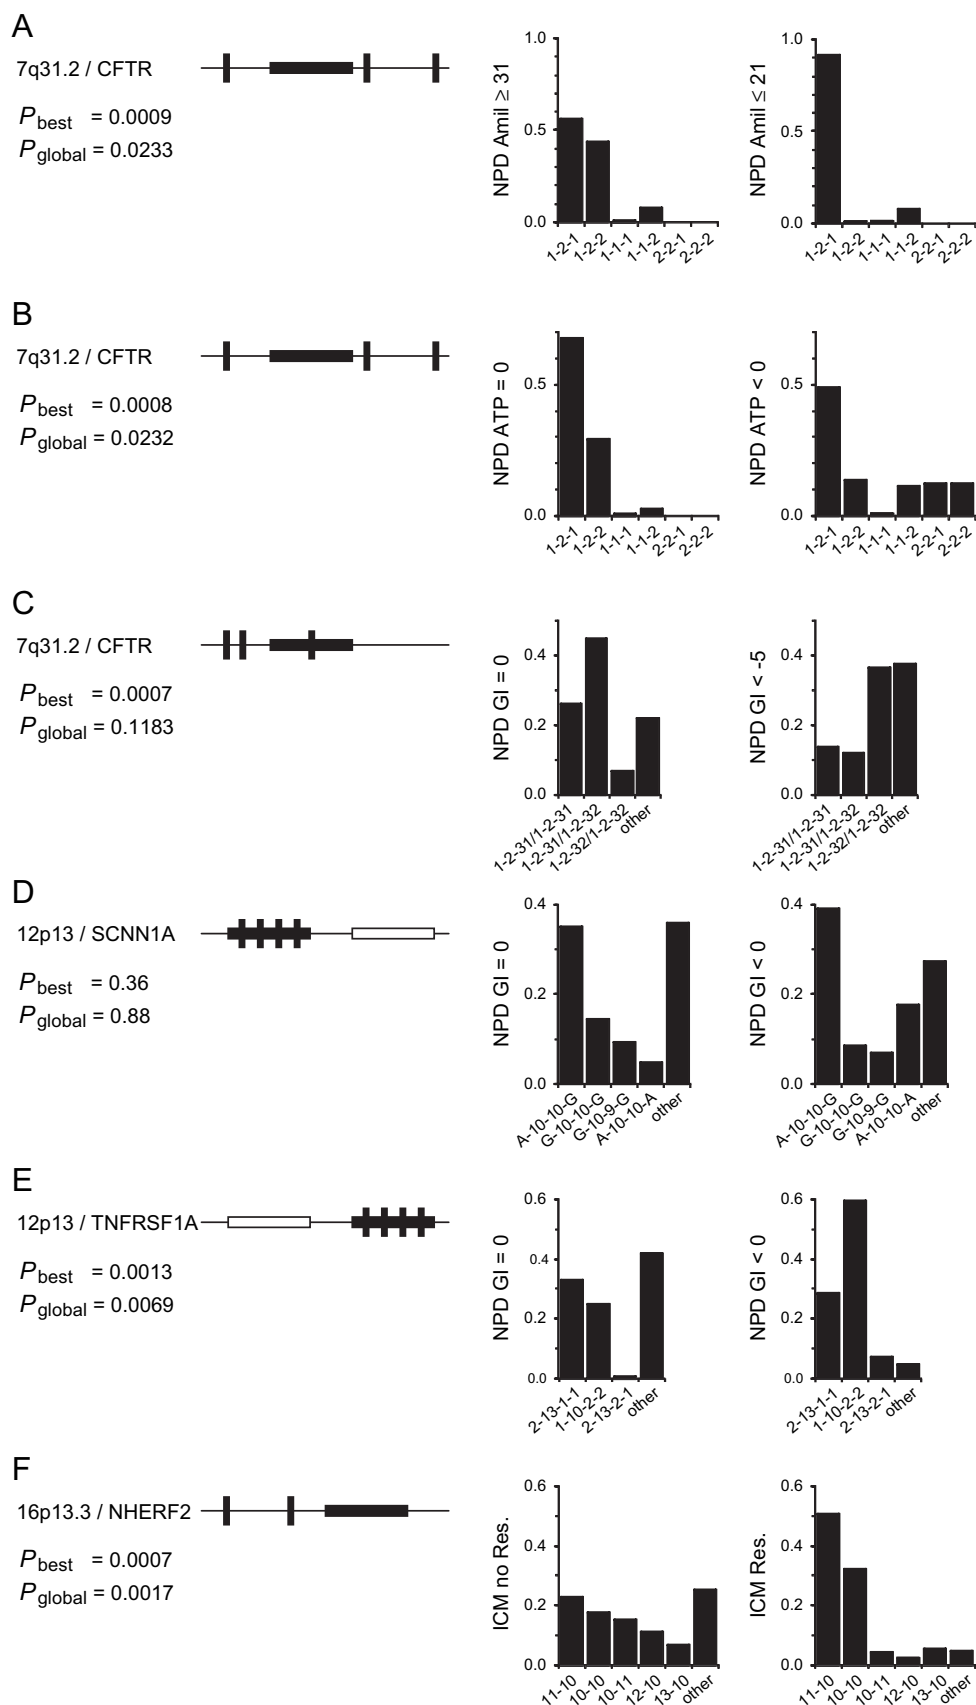 A
7q31.2 / CFTR
Pbest = 0.0009
Pglobal = 0.0233
NPD Amil ≥ 31
1.0
0.5
0.0
1-2-1
1-2-2
1-1-1
1-1-2
2-2-1
2-2-2
NPD Amil ≤ 21
1.0
0.5
0.0
1-2-1
1-2-2
1-1-1
1-1-2
2-2-1
2-2-2
B
7q31.2 / CFTR
Pbest = 0.0008
Pglobal = 0.0232
NPD ATP = 0
0.5
0.0
1-2-1
1-2-2
1-1-1
1-1-2
2-2-1
2-2-2
NPD ATP < 0
0.5
0.0
1-2-1
1-2-2
1-1-1
1-1-2
2-2-1
2-2-2
C
7q31.2 / CFTR
Pbest = 0.0007
Pglobal = 0.1183
NPD GI = 0
0.4
0.2
0.0
1-2-31/1-2-31
1-2-31/1-2-32
1-2-32/1-2-32
other
NPD GI < -5
0.4
0.2
0.0
1-2-31/1-2-31
1-2-31/1-2-32
1-2-32/1-2-32
other
D
12p13 / SCNN1A
Pbest = 0.36
Pglobal = 0.88
NPD GI = 0
0.4
0.2
0.0
A-10-10-G
G-10-10-G
G-10-9-G
A-10-10-A
other
NPD GI < 0
0.4
0.2
0.0
A-10-10-G
G-10-10-G
G-10-9-G
A-10-10-A
other
E
12p13 / TNFRSF1A
Pbest = 0.0013
Pglobal = 0.0069
NPD GI = 0
0.6
0.4
0.2
0.0
2-13-1-1
1-10-2-2
2-13-2-1
other
NPD GI < 0
0.6
0.4
0.2
0.0
2-13-1-1
1-10-2-2
2-13-2-1
other
F
16p13.3 / NHERF2
Pbest = 0.0007
Pglobal = 0.0017
ICM no Res.
0.6
0.4
0.2
0.0
11-10
10-10
10-11
12-10
13-10
other
ICM Res.
0.6
0.4
0.2
0.0
11-10
10-10
10-11
12-10
13-10
other